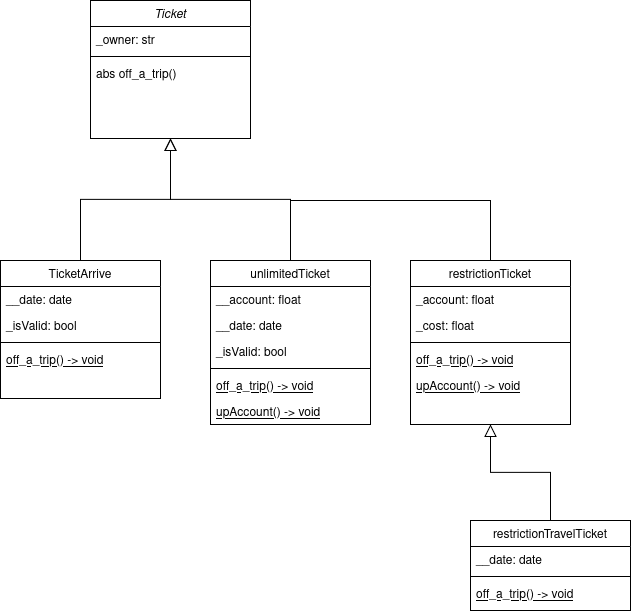 Ticket
_owner: str
abs off_a_trip()
TicketArrive
__date: date
_isValid: bool
off_a_trip() -> void
unlimitedTicket
__account: float
__date: date
_isValid: bool
off_a_trip() -> void
upAccount() -> void
restrictionTicket
_account: float
_cost: float
off_a_trip() -> void
upAccount() -> void
restrictionTravelTicket
__date: date
off_a_trip() -> void